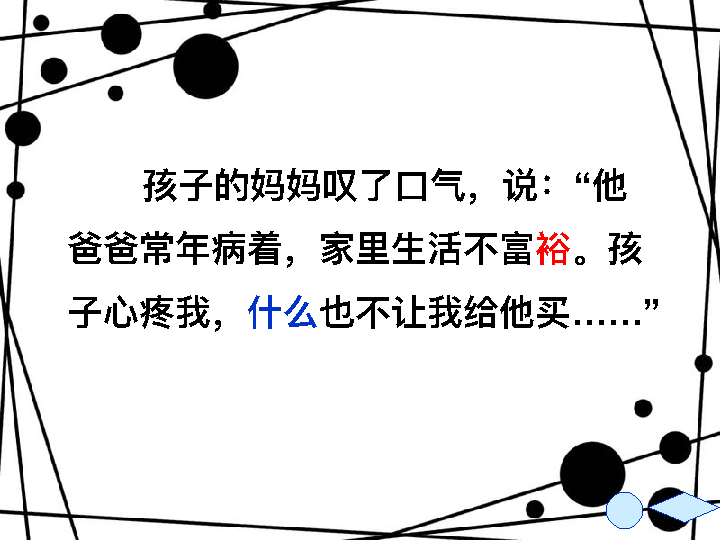 孩子的妈妈叹了口气，说：“他
爸爸常年病着，家里生活不富裕。孩
子心疼我，什么也不让我给他买……”